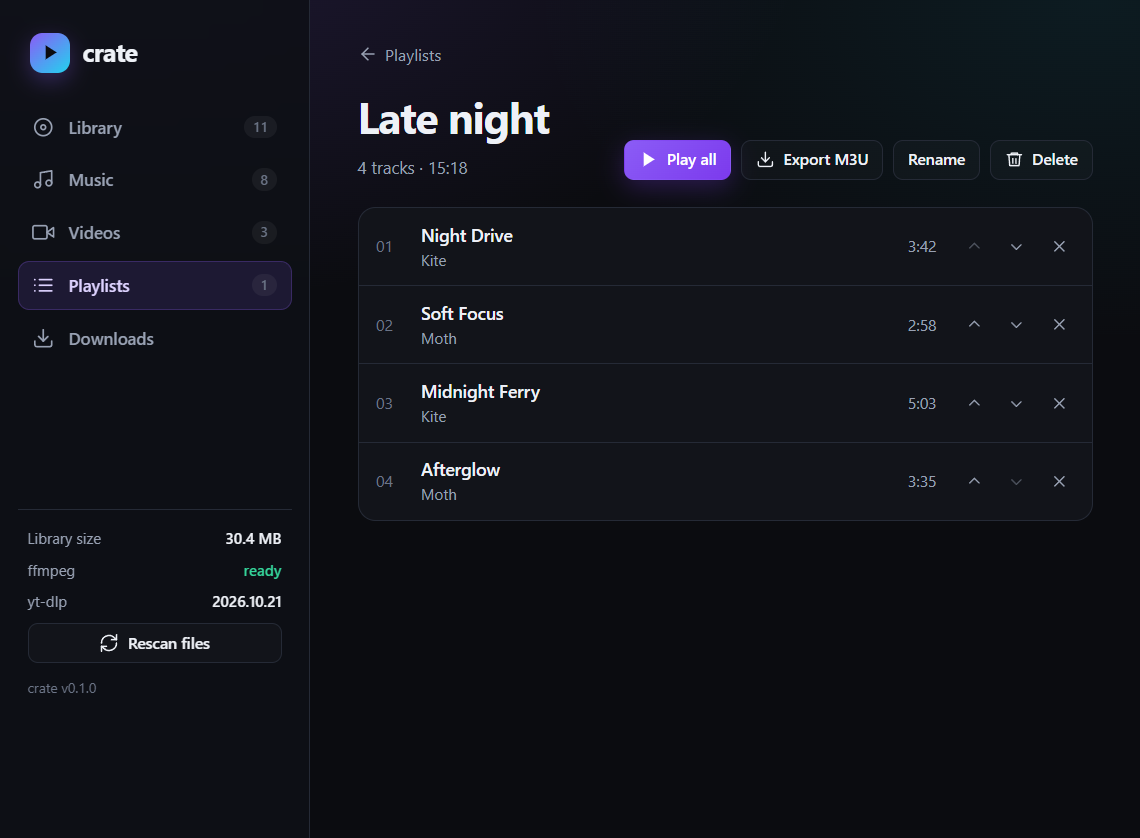 crate
Library 11
Music 8
Videos 3
Playlists 1
Downloads
Library size 30.4 MB
ffmpeg ready
yt-dlp 2026.10.21
Rescan files
crate v0.1.0
Playlists
Late night
4 tracks · 15:18
Play all Export M3U Rename Delete
01 Night Drive 3:42
Kite
02 Soft Focus 2:58
Moth
03 Midnight Ferry 5:03
Kite
04 Afterglow 3:35
Moth